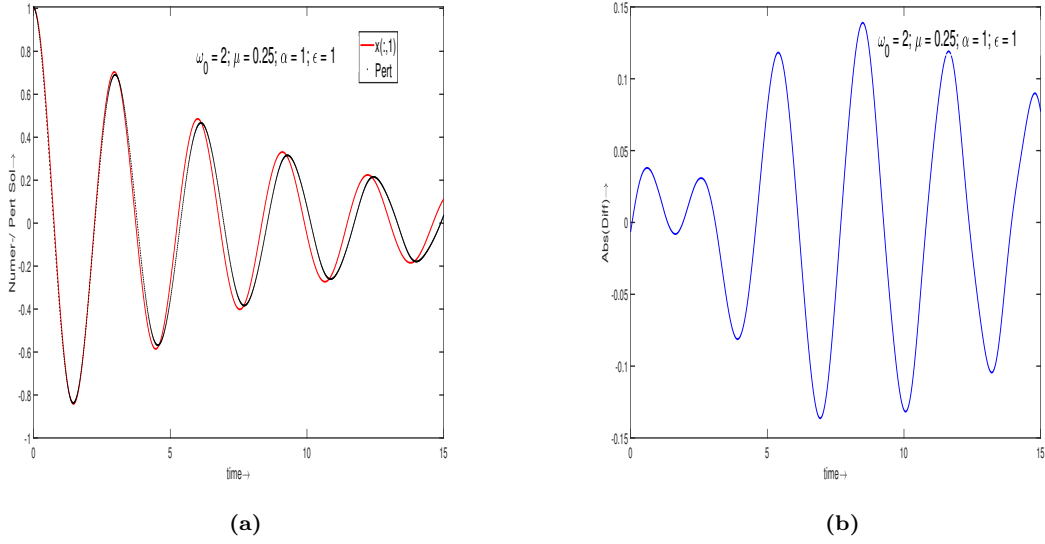 1
0.8
0.6
0.4
0.2
0
-0.2
-0.4
-0.6
-0.8
-1
Numer-/ Pert Sol→
ω0 = 2; μ = 0.25; α = 1; ϵ = 1
x(:,1)
Pert
0
5
10
15
time→
(a)
0.15
0.1
0.05
0
-0.05
-0.1
-0.15
Abs(Diff)→
ω0 = 2; μ = 0.25; α = 1; ϵ = 1
0
5
10
15
time→
(b)